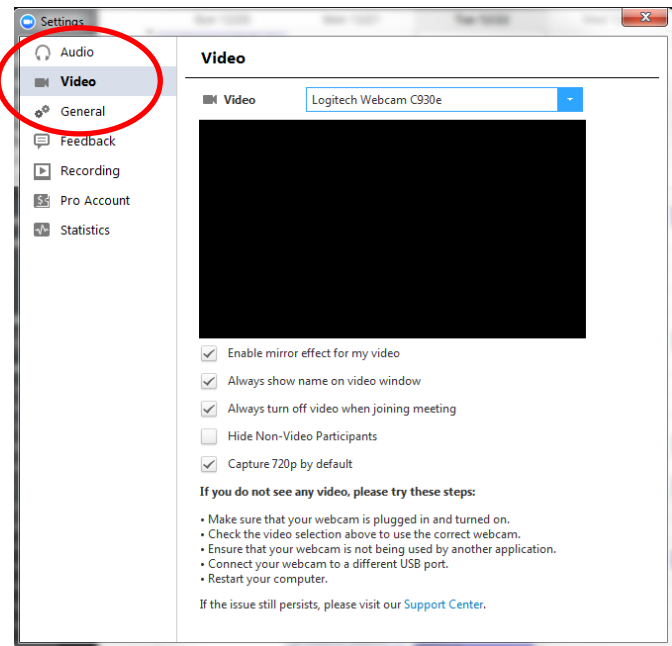 Settings
Audio
Video
General
Feedback
Recording
Pro Account
Statistics
Video
Video
Logitech Webcam C930e
Enable mirror effect for my video
Always show name on video window
Always turn off video when joining meeting
Hide Non-Video Participants
Capture 720p by default
If you do not see any video, please try these steps:
• Make sure that your webcam is plugged in and turned on.
• Check the video selection above to use the correct webcam.
• Ensure that your webcam is not being used by another application.
• Connect your webcam to a different USB port.
• Restart your computer.
If the issue still persists, please visit our Support Center.